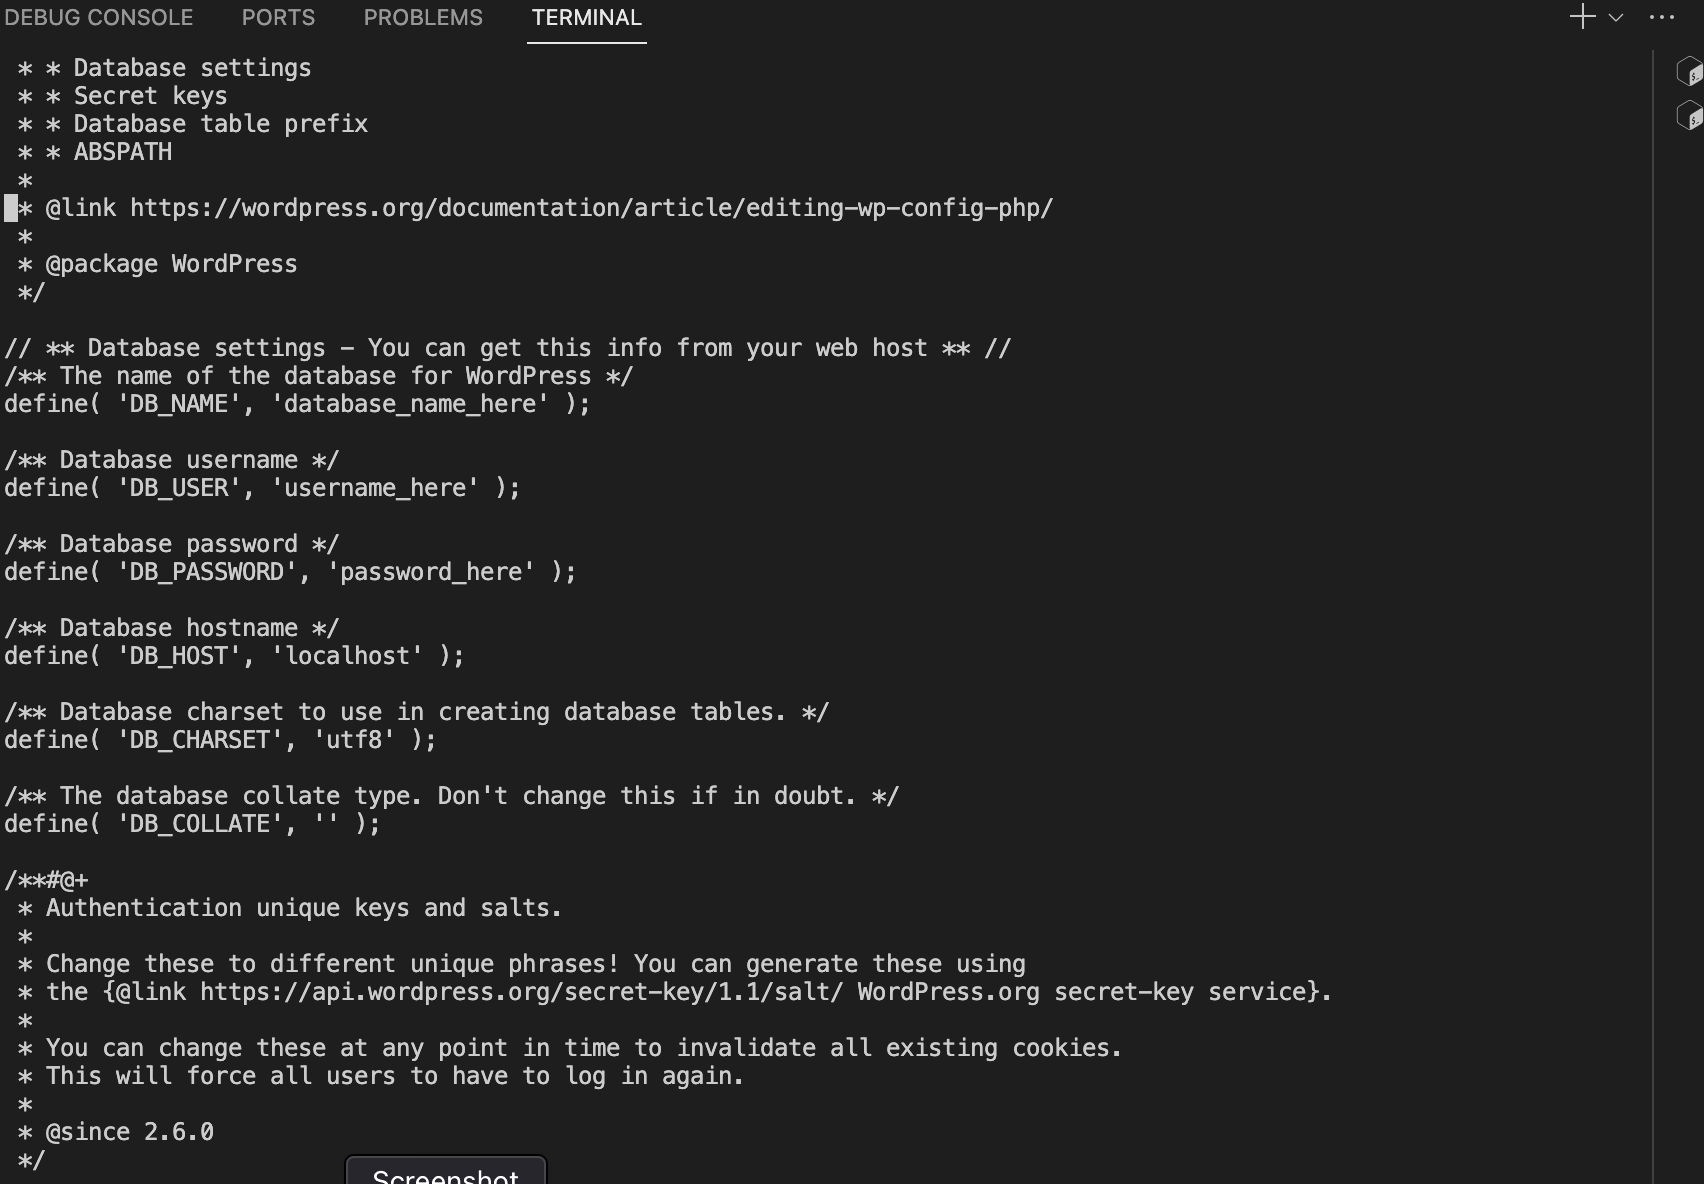 DEBUG CONSOLE PORTS PROBLEMS TERMINAL
* * Database settings
* * Secret keys
* * Database table prefix
* * ABSPATH
*
* @link https://wordpress.org/documentation/article/editing-wp-config-php/
*
* @package WordPress
*/
// ** Database settings - You can get this info from your web host ** //
/** The name of the database for WordPress */
define( 'DB_NAME', 'database_name_here' );
/** Database username */
define( 'DB_USER', 'username_here' );
/** Database password */
define( 'DB_PASSWORD', 'password_here' );
/** Database hostname */
define( 'DB_HOST', 'localhost' );
/** Database charset to use in creating database tables. */
define( 'DB_CHARSET', 'utf8' );
/** The database collate type. Don't change this if in doubt. */
define( 'DB_COLLATE', '' );
/**#@+
* Authentication unique keys and salts.
*
* Change these to different unique phrases! You can generate these using
* the {@link https://api.wordpress.org/secret-key/1.1/salt/ WordPress.org secret-key service}.
*
* You can change these at any point in time to invalidate all existing cookies.
* This will force all users to have to log in again.
*
* @since 2.6.0
*/
Screenshot